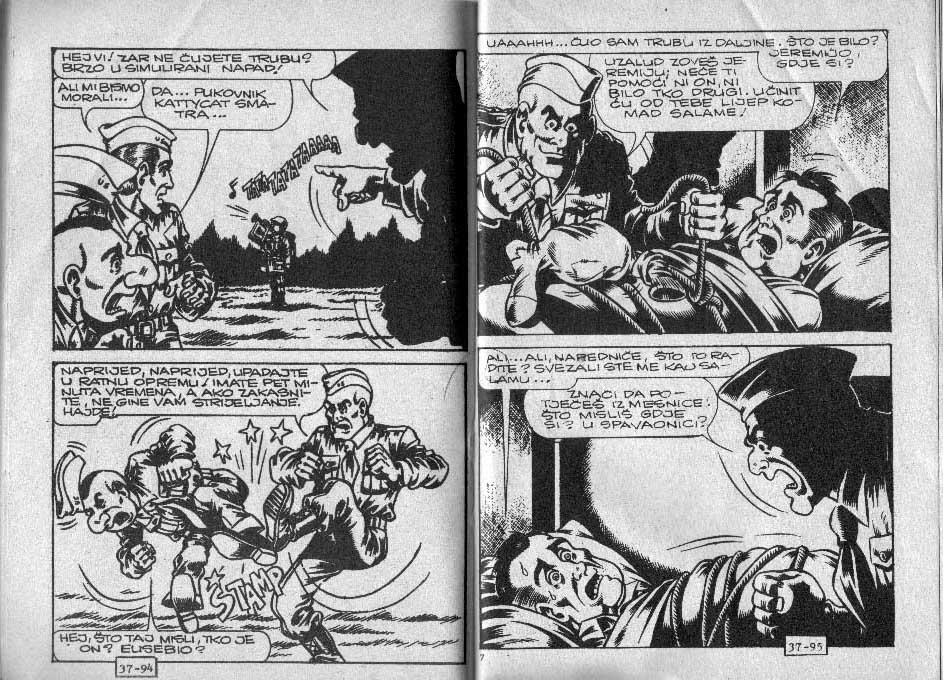 HEJ VI! ZAR NE ČUJETE TRUBU?
BRZO U SIMULIRANI NAPAD!
ALI MI BISMO
MORALI...
DA... PUKOVNIK
KATTYCAT SMA-
TRA...
TATATATATAAAAAA
NAPRIJED, NAPRIJED, UPADAJTE
U RATNU OPREMU! IMATE PET MI-
NUTA VREMENA, A AKO ZAKASNI-
TE, NE GINE VAM STRIJELJANJE.
HAJDE!
STAMP
HEJ, ŠTO TAJ MISLI, TKO JE
ON? EUSEBIO?
37-94
UAAAHHH... ČUO SAM TRUBU IZ DALJINE. ŠTO JE BILO?
JEREMIJO,
GDJE SI?
UZALUD ZOVEŠ JE-
REMIJU; NEĆE TI
POMOĆI NI ON, NI
BILO TKO DRUGI. UČINIT
ĆU OD TEBE LIJEP KO-
MAD SALAME!
ALI... ALI, NAREDNIČE, ŠTO TO RA-
DITE? SVEZALI STE ME KAO SA-
LAMU...
ZNAČI DA PO-
TJEČEŠ IZ MESNICE!
ŠTO MISLIŠ GDJE
SI? U SPAVAONICI?
7
37-95